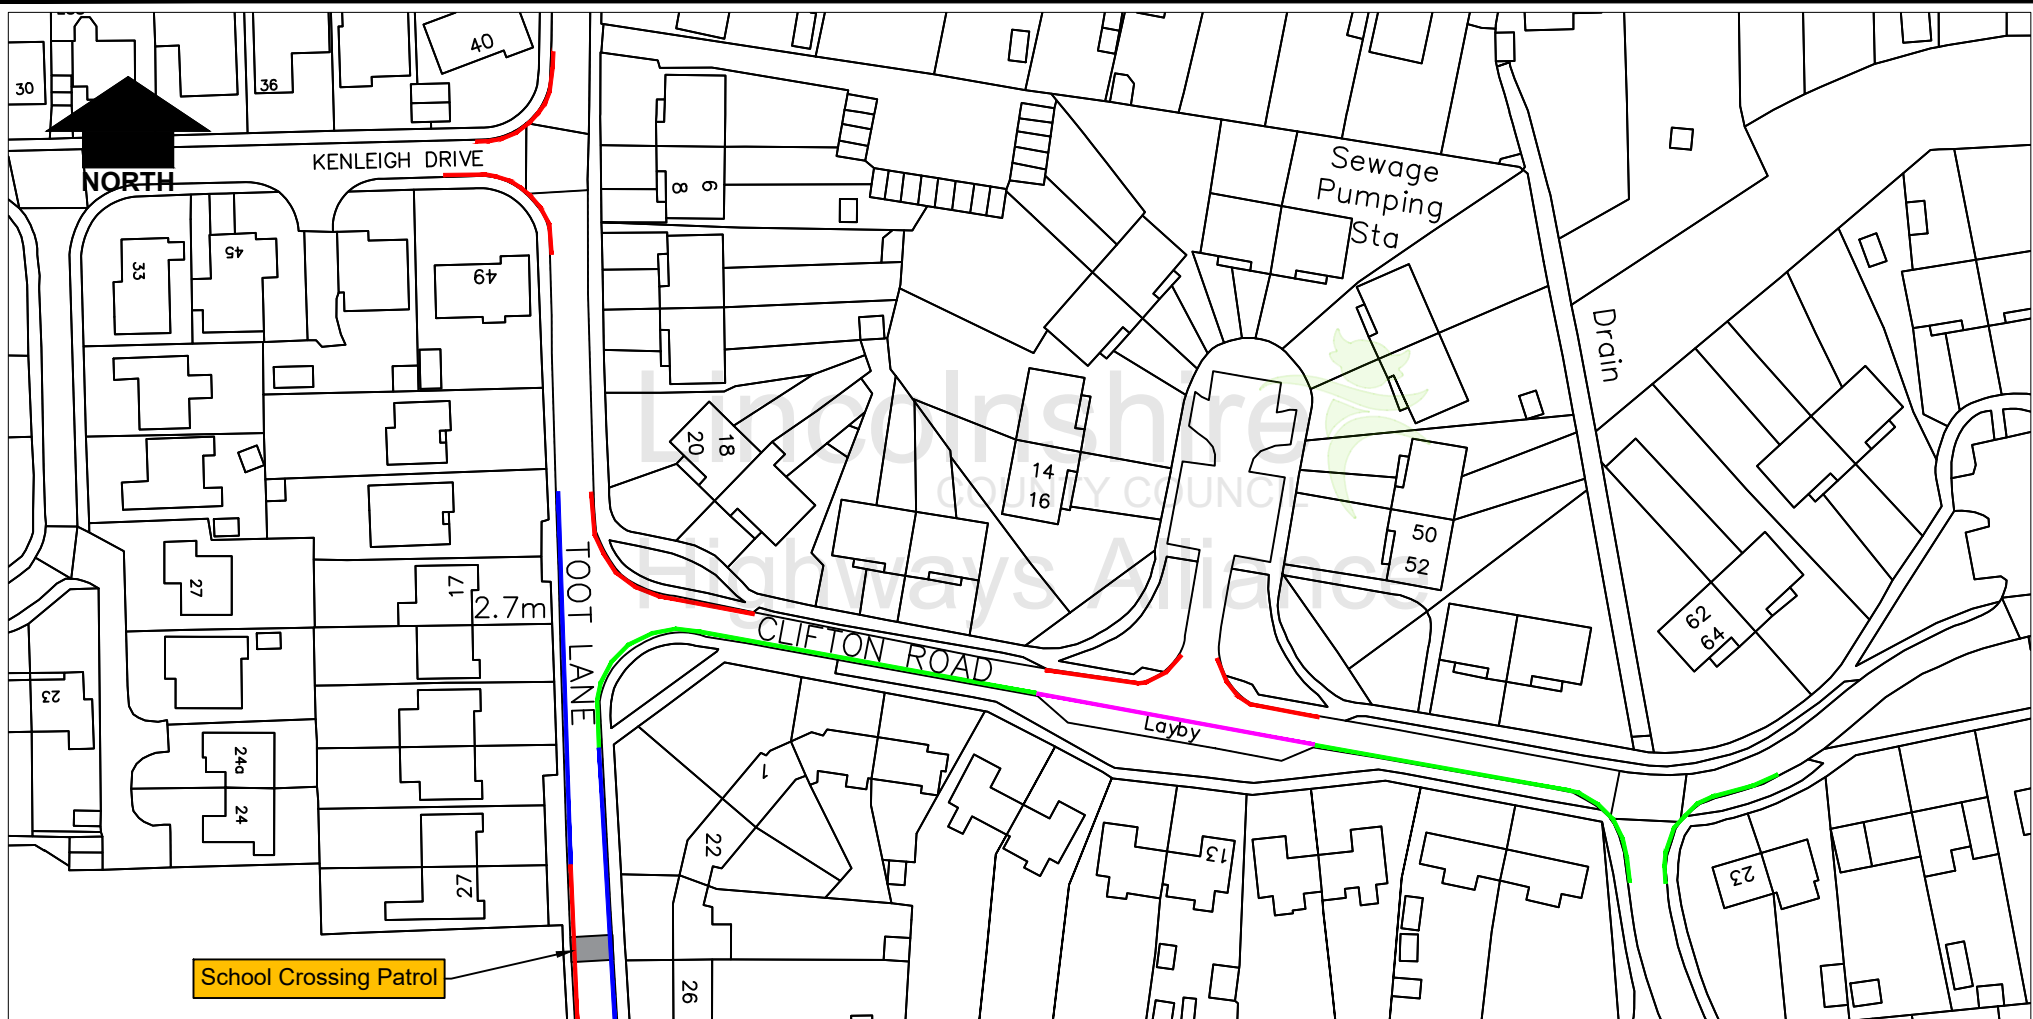 40
30
36
KENLEIGH DRIVE
NORTH
6
8
Sewage
Pumping
Sta
33
45
49
Drain
Lincolnshire
COUNTY COUNCIL
Highways Alliance
18
20
14
16
50
52
27
17
2.7m
TOOT LANE
CLIFTON ROAD
62
64
23
Layby
1
24a
24
22
13
23
27
School Crossing Patrol
26